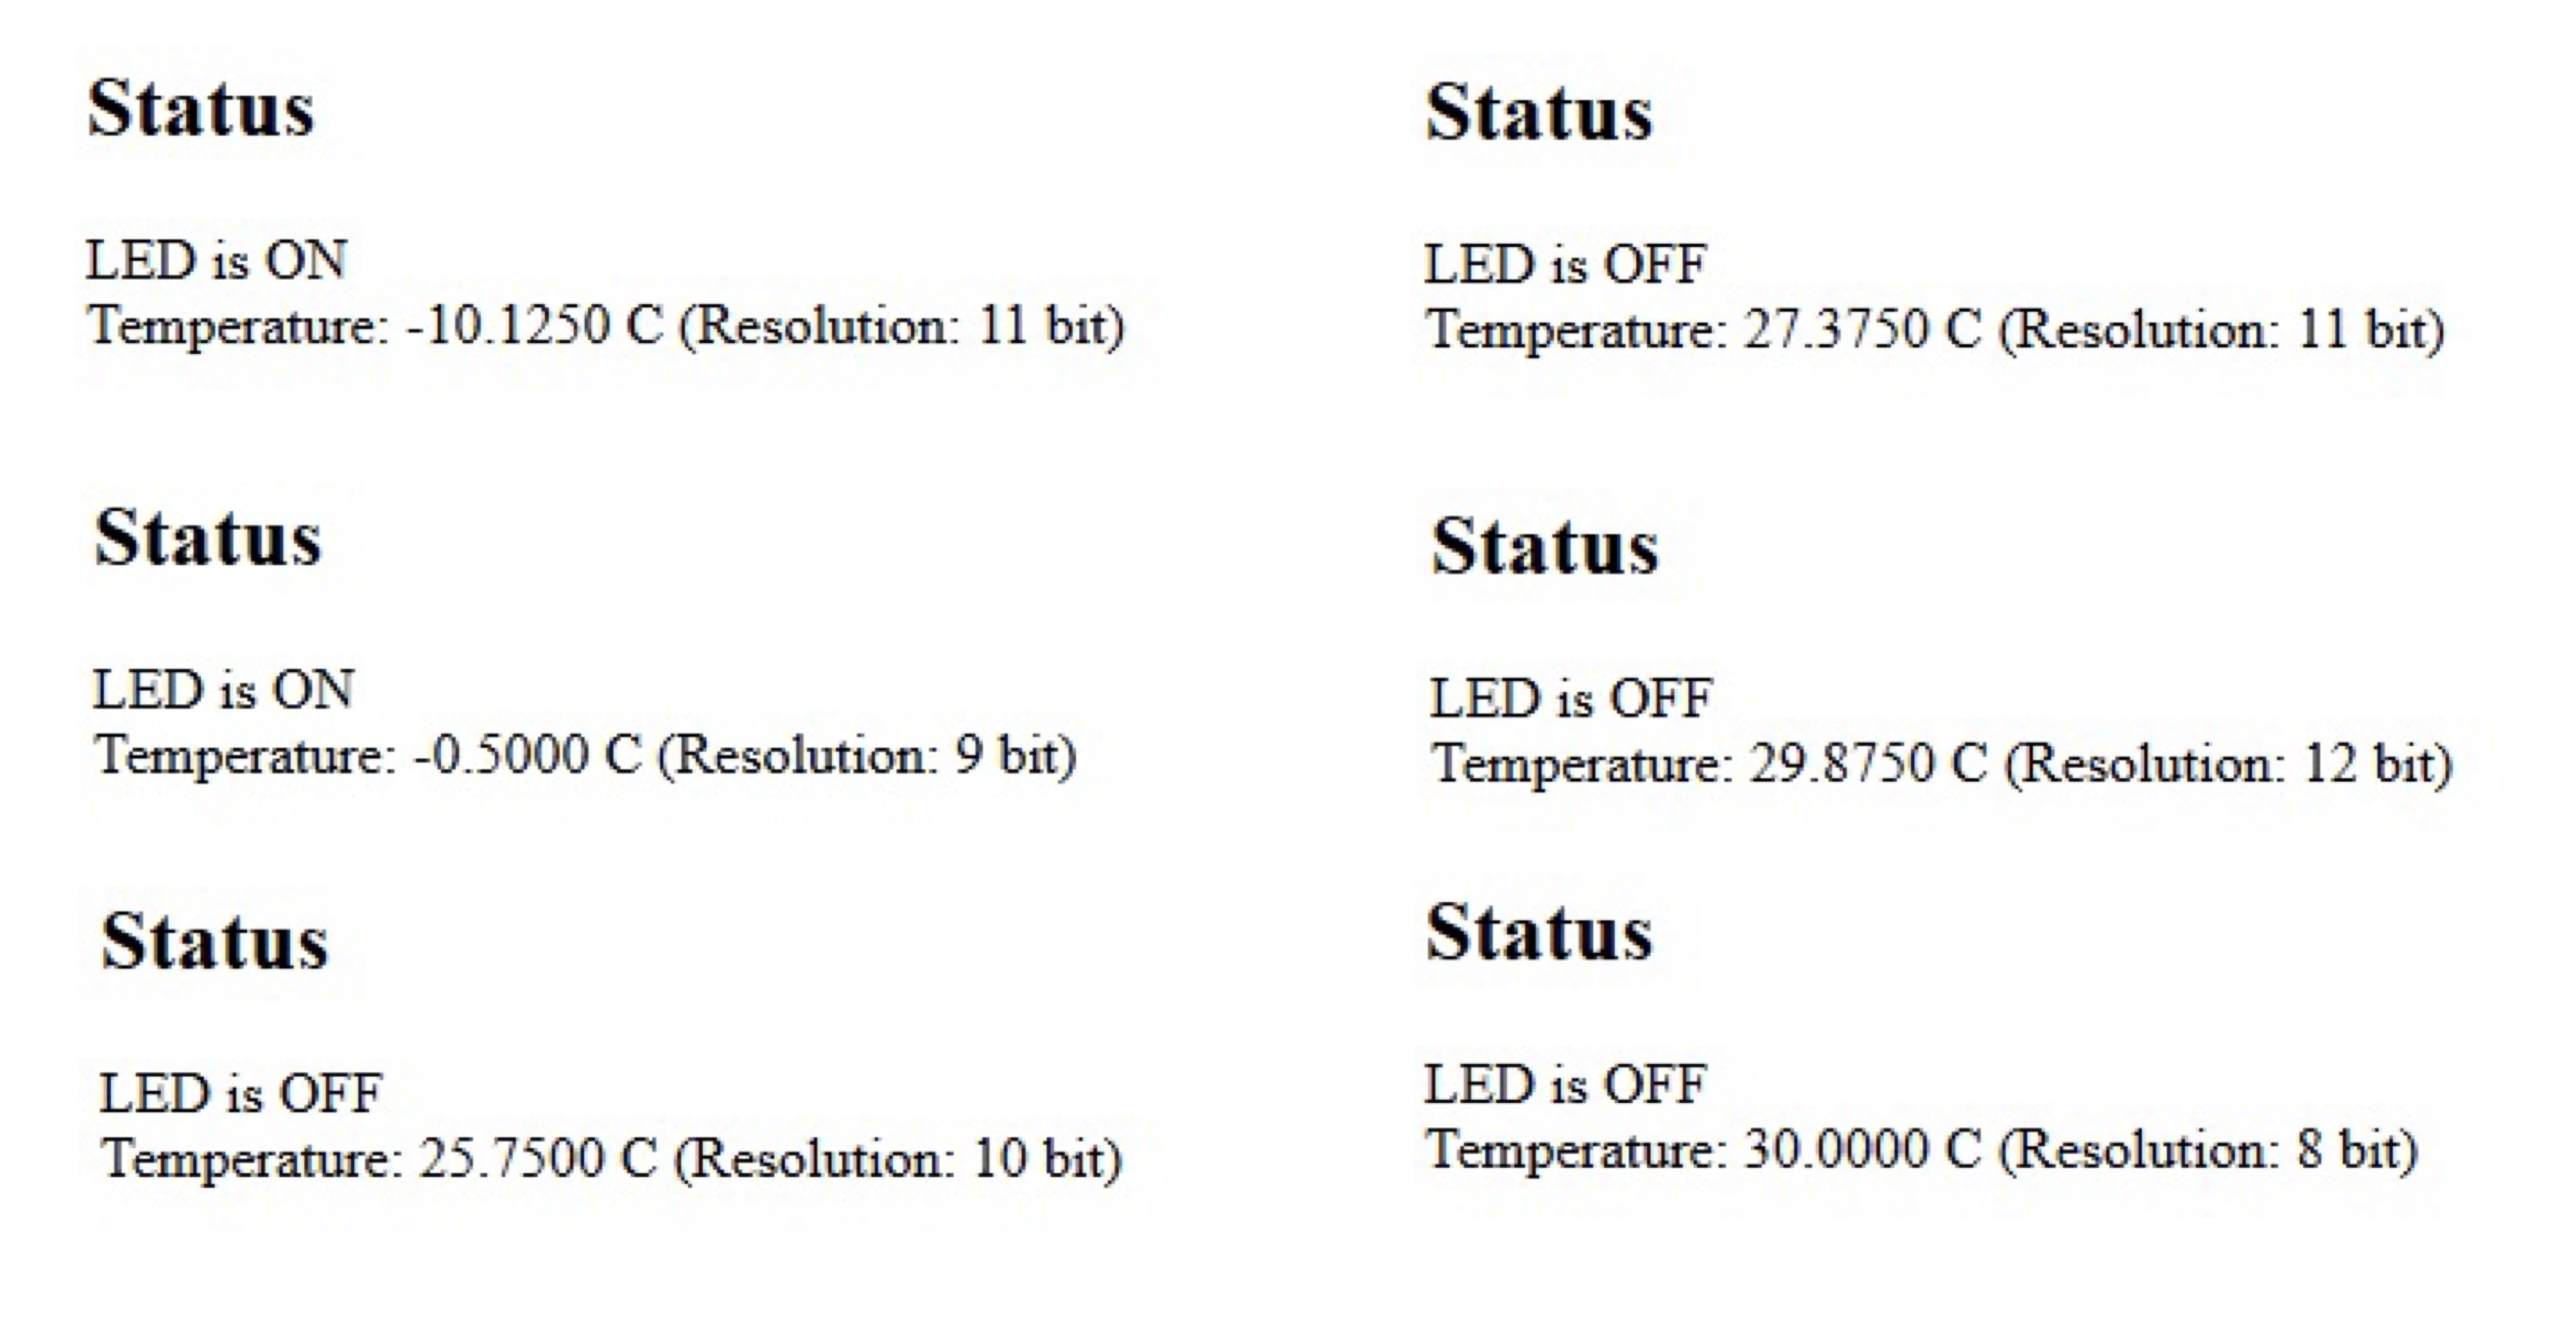 Status
LED is ON
Temperature: -10.1250 C (Resolution: 11 bit)
Status
LED is OFF
Temperature: 27.3750 C (Resolution: 11 bit)
Status
LED is ON
Temperature: -0.5000 C (Resolution: 9 bit)
Status
LED is OFF
Temperature: 29.8750 C (Resolution: 12 bit)
Status
LED is OFF
Temperature: 25.7500 C (Resolution: 10 bit)
Status
LED is OFF
Temperature: 30.0000 C (Resolution: 8 bit)